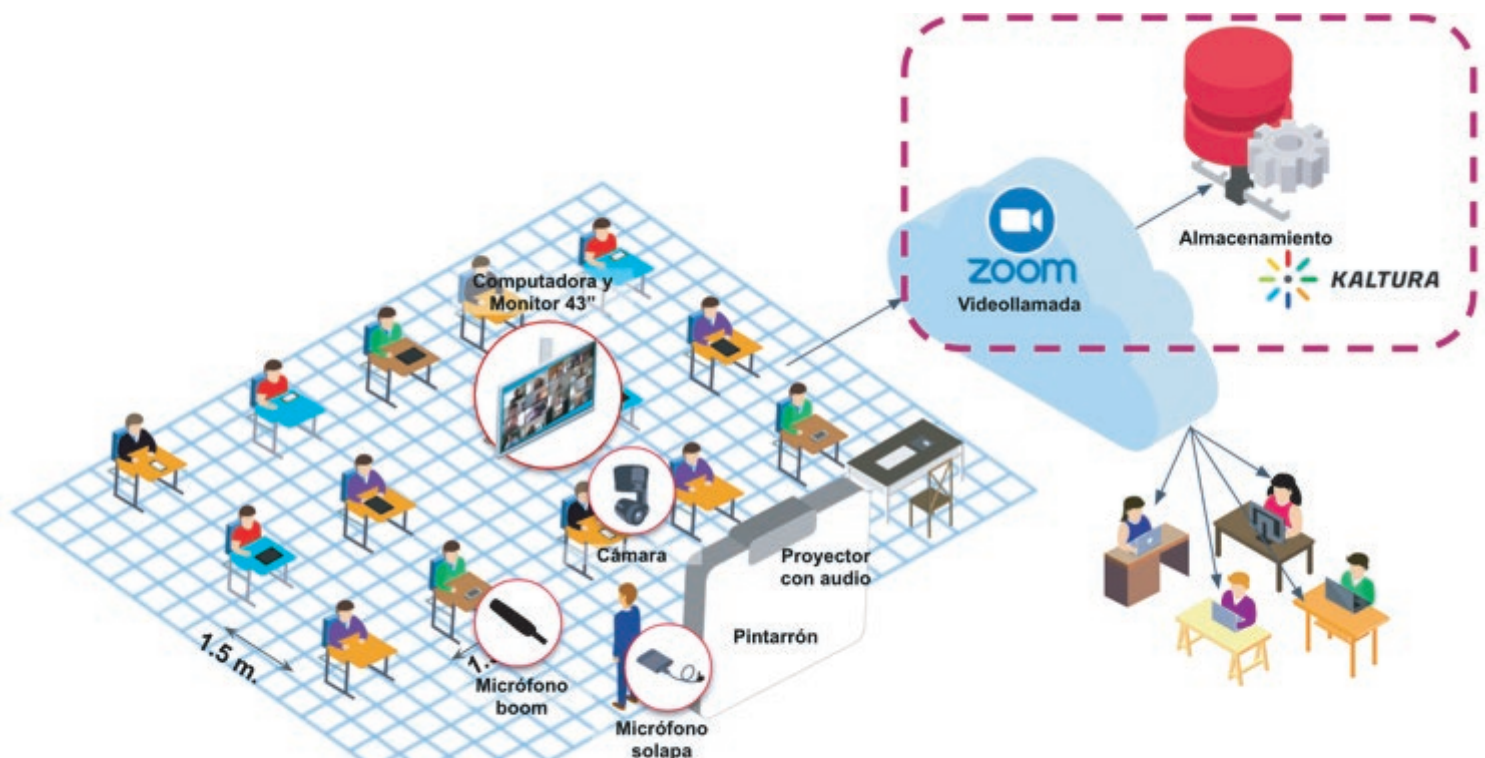 Computadora y
Monitor 43"
zoom
Videollamada
Almacenamiento
KALTURA
Cámara
Proyector
con audio
Pintarrón
1.5 m.
Micrófono
boom
Micrófono
solapa